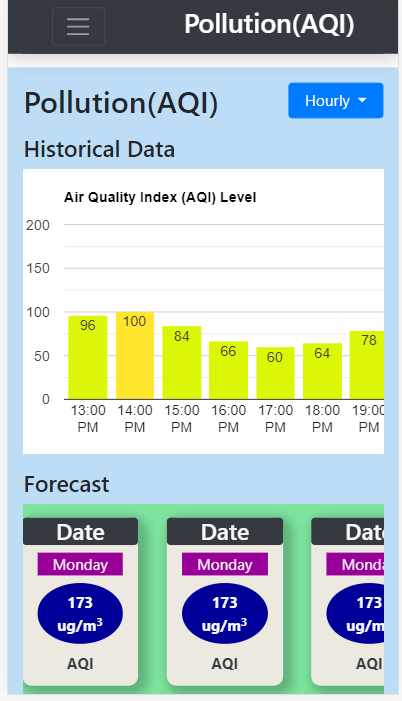 Pollution(AQI)
Pollution(AQI)
Hourly
Historical Data
Air Quality Index (AQI) Level
200
150
100
50
0
96
100
84
66
60
64
78
13:00 PM
14:00 PM
15:00 PM
16:00 PM
17:00 PM
18:00 PM
19:00 PM
Forecast
Date
Monday
173
ug/m³
AQI
Date
Monday
173
ug/m³
AQI
Dat
Monda
173
ug/m
AQI